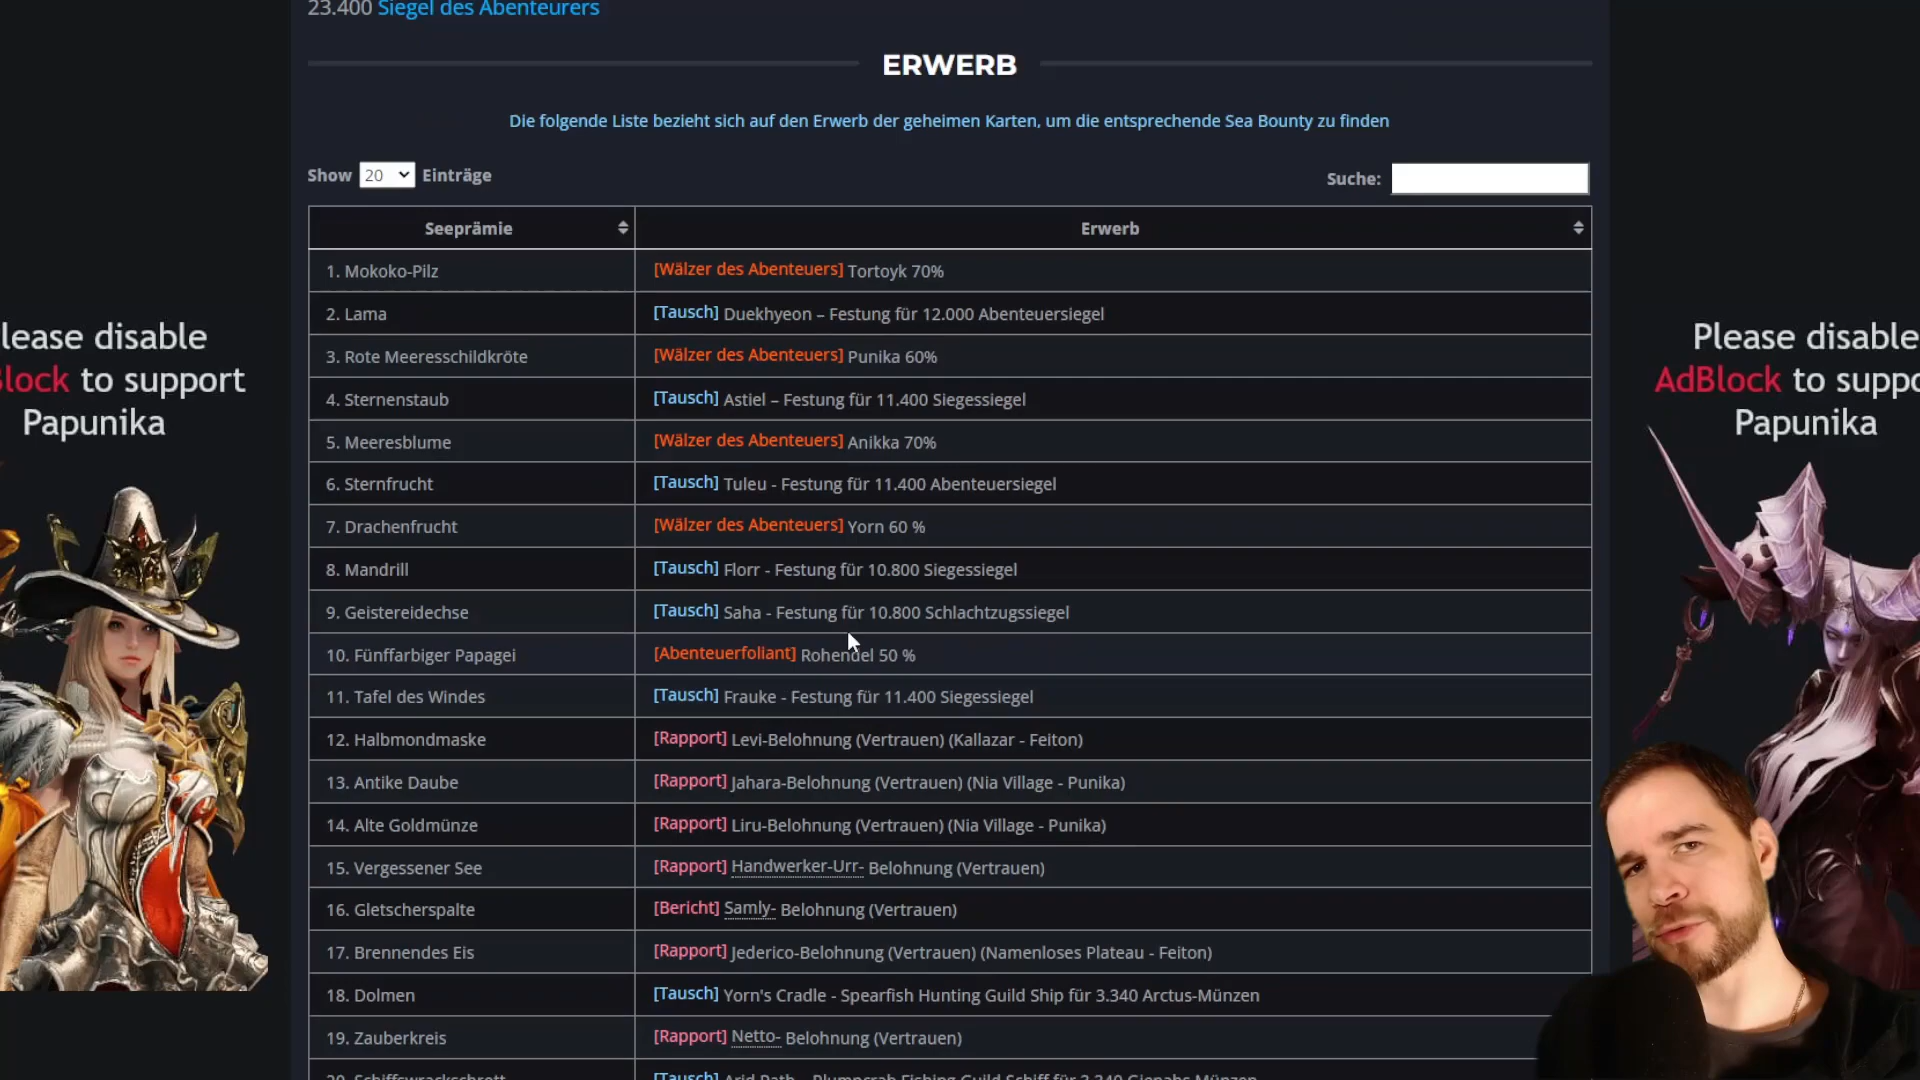 23.400 Siegel des Abenteurers
ERWERB
Die folgende Liste bezieht sich auf den Erwerb der geheimen Karten, um die entsprechende Sea Bounty zu finden
Show 20 Einträge
Suche:
Seeprämie Erwerb
1. Mokoko-Pilz [Wälzer des Abenteuers] Tortoyk 70%
2. Lama [Tausch] Duekhyeon – Festung für 12.000 Abenteuersiegel
3. Rote Meeresschildkröte [Wälzer des Abenteuers] Punika 60%
4. Sternenstaub [Tausch] Astiel – Festung für 11.400 Siegessiegel
5. Meeresblume [Wälzer des Abenteuers] Anikka 70%
6. Sternfrucht [Tausch] Tuleu - Festung für 11.400 Abenteuersiegel
7. Drachenfrucht [Wälzer des Abenteuers] Yorn 60 %
8. Mandrill [Tausch] Florr - Festung für 10.800 Siegessiegel
9. Geistereidechse [Tausch] Saha - Festung für 10.800 Schlachtzugssiegel
10. Fünffarbiger Papagei [Abenteuerfoliant] Rohendel 50 %
11. Tafel des Windes [Tausch] Frauke - Festung für 11.400 Siegessiegel
12. Halbmondmaske [Rapport] Levi-Belohnung (Vertrauen) (Kallazar - Feiton)
13. Antike Daube [Rapport] Jahara-Belohnung (Vertrauen) (Nia Village - Punika)
14. Alte Goldmünze [Rapport] Liru-Belohnung (Vertrauen) (Nia Village - Punika)
15. Vergessener See [Rapport] Handwerker-Urr- Belohnung (Vertrauen)
16. Gletscherspalte [Bericht] Samly- Belohnung (Vertrauen)
17. Brennendes Eis [Rapport] Jederico-Belohnung (Vertrauen) (Namenloses Plateau - Feiton)
18. Dolmen [Tausch] Yorn's Cradle - Spearfish Hunting Guild Ship für 3.340 Arctus-Münzen
19. Zauberkreis [Rapport] Netto- Belohnung (Vertrauen)
lease disable
lock to support
Papunika
Please disable
AdBlock to suppo
Papunika